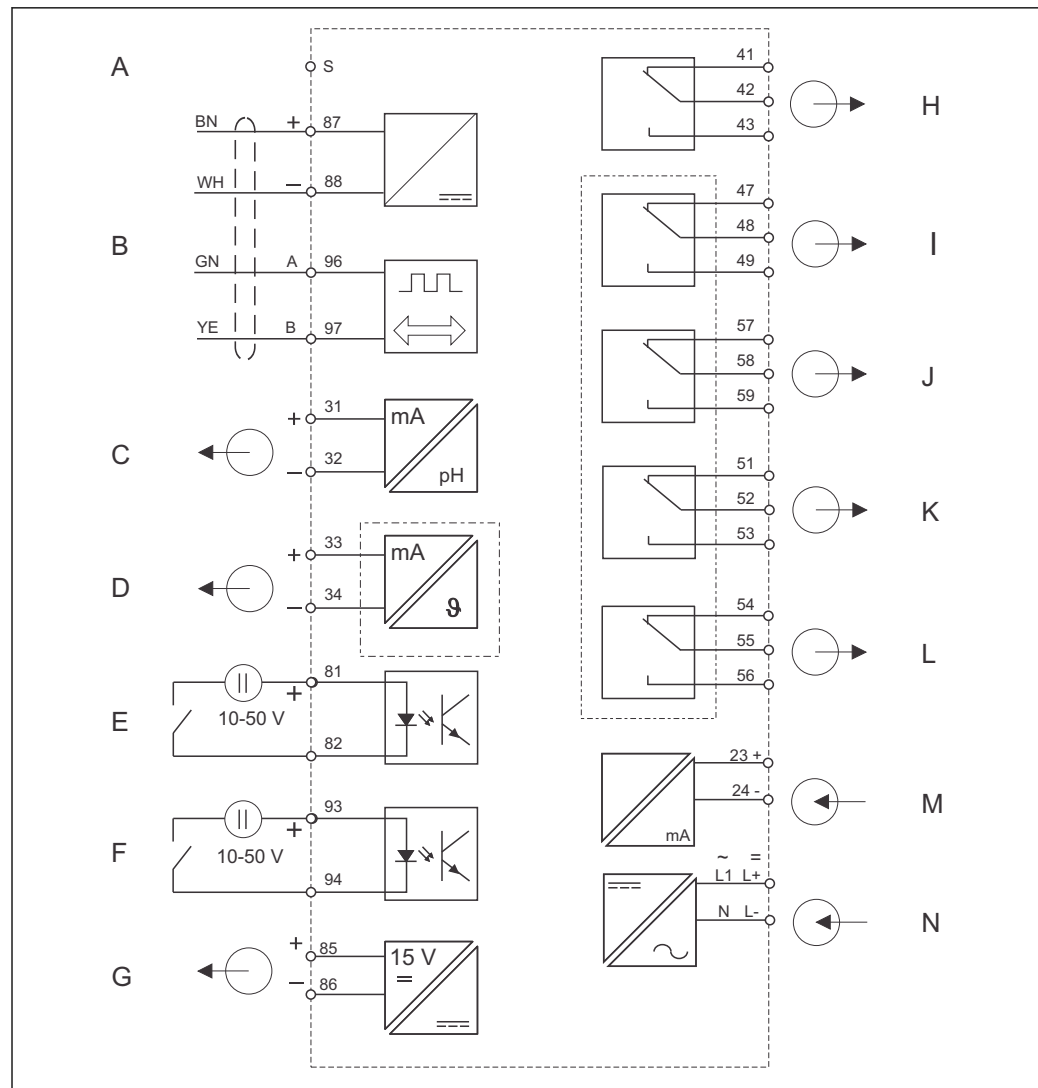 A
S
BN + 87
WH − 88
B
GN A 96
YE B 97
C
+ 31
− 32
mA
pH
D
+ 33
− 34
mA
ϑ
E
10-50 V
+ 81
82
F
10-50 V
+ 93
94
G
+ 85
− 86
15 V
=
41
42
43
H
47
48
49
I
57
58
59
J
51
52
53
K
54
55
56
L
23 +
24 -
mA
M
~ =
L1 L+
N L-
N